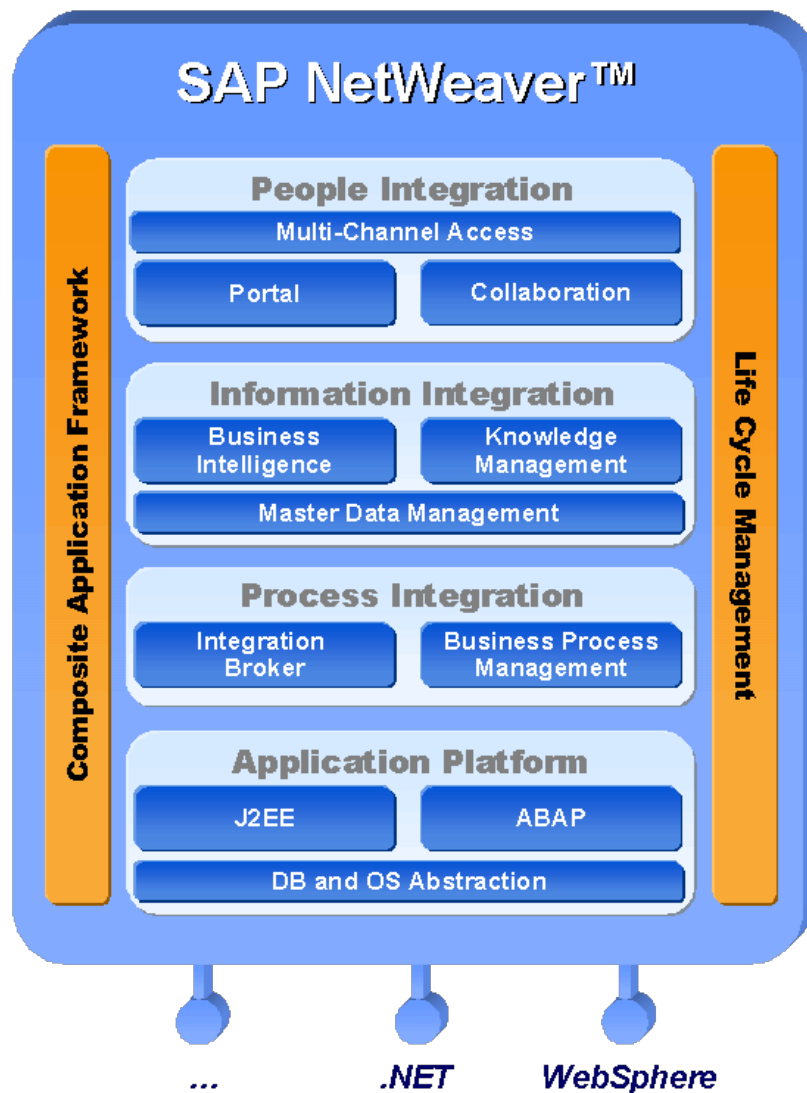 SAP NetWeaver™
Composite Application Framework
People Integration
Multi-Channel Access
Portal
Collaboration
Information Integration
Business
Intelligence
Knowledge
Management
Master Data Management
Process Integration
Integration
Broker
Business Process
Management
Application Platform
J2EE
ABAP
DB and OS Abstraction
Life Cycle Management
...
.NET
WebSphere